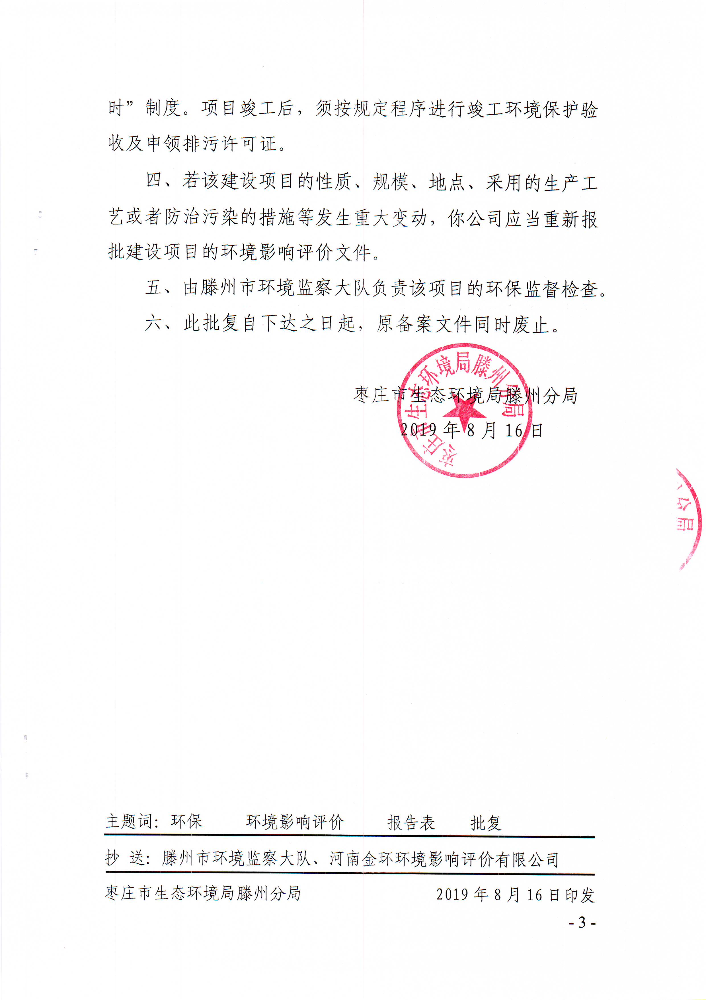 时”制度。项目竣工后，须按规定程序进行竣工环境保护验
收及申领排污许可证。
四、若该建设项目的性质、规模、地点、采用的生产工
艺或者防治污染的措施等发生重大变动，你公司应当重新报
批建设项目的环境影响评价文件。
五、由滕州市环境监察大队负责该项目的环保监督检查。
六、此批复自下达之日起，原备案文件同时废止。
枣庄市生态环境局滕州分局
枣庄市生态环境局滕州分局
2019 年 8 月 16 日
分局
主题词：环保 环境影响评价 报告表 批复
抄 送：滕州市环境监察大队、河南金环环境影响评价有限公司
枣庄市生态环境局滕州分局 2019 年 8 月 16 日印发
- 3 -